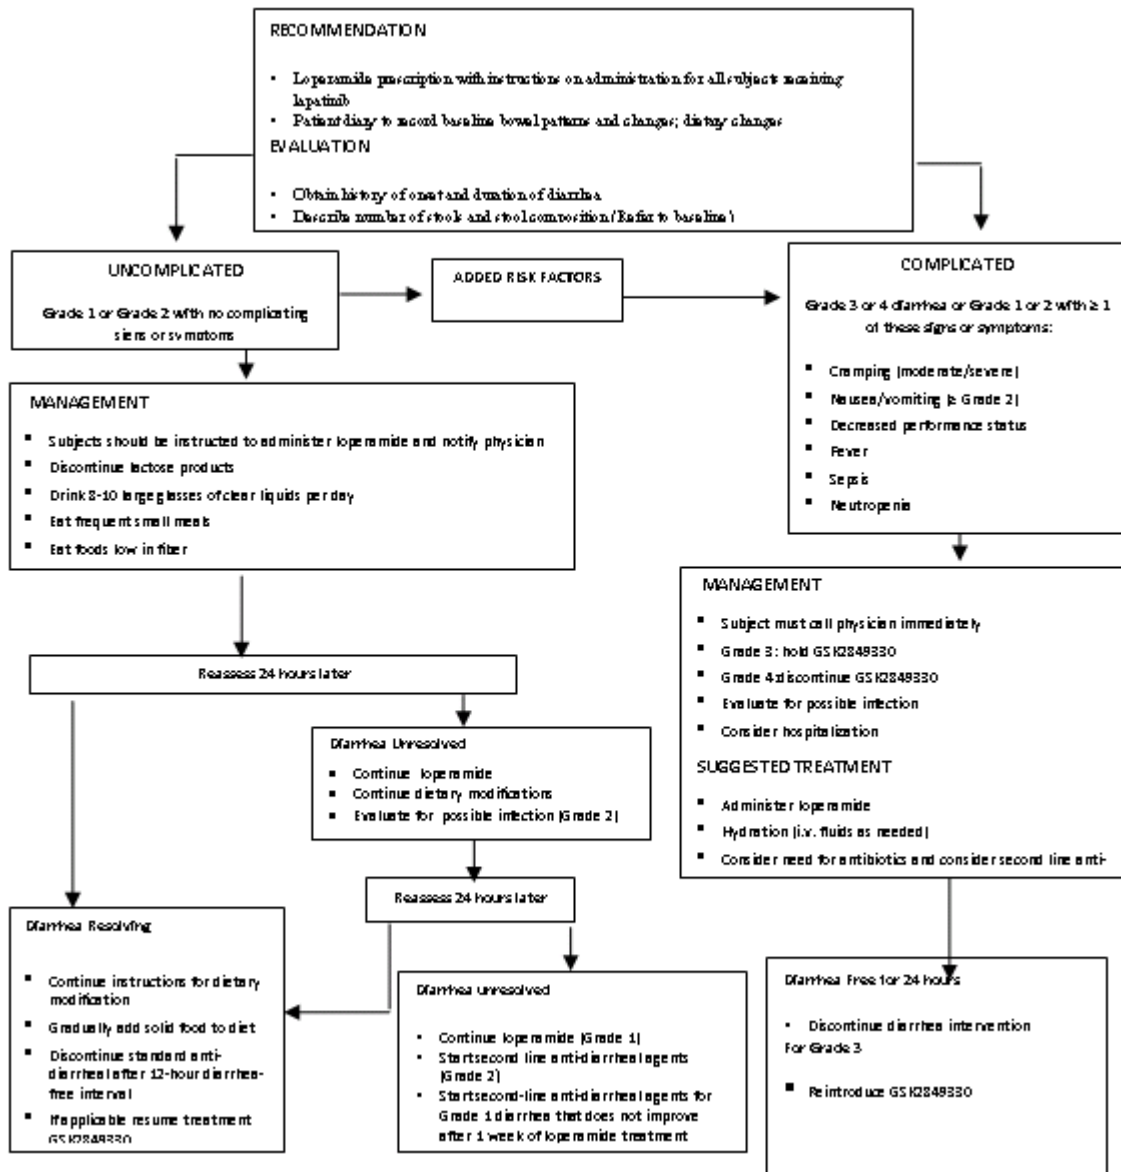 RECOMMENDATION
• Loperamide prescription with instructions on administration for all subjects receiving
lapatinib
• Patient diary to record baseline bowel patterns and changes; dietary changes
EVALUATION
• Obtain history of onset and duration of diarrhea
• Describe number of stools and stool composition (Refer to baseline)
UNCOMPLICATED
Grade 1 or Grade 2 with no complicating
signs or symptoms
ADDED RISK FACTORS
COMPLICATED
Grade 3 or 4 diarrhea or Grade 1 or 2 with ≥ 1
of these signs or symptoms:
▪ Cramping (moderate/severe)
▪ Nausea/vomiting (≥ Grade 2)
▪ Decreased performance status
▪ Fever
▪ Sepsis
▪ Neutropenia
MANAGEMENT
▪ Subjects should be instructed to administer loperamide and notify physician
▪ Discontinue lactose products
▪ Drink 8-10 large glasses of clear liquids per day
▪ Eat frequent small meals
▪ Eat foods low in fiber
MANAGEMENT
▪ Subject must call physician immediately
▪ Grade 3: hold GSK2849330
▪ Grade 4:discontinue GSK2849330
▪ Evaluate for possible infection
▪ Consider hospitalization
SUGGESTED TREATMENT
▪ Administer loperamide
▪ Hydration (i.v. fluids as needed)
▪ Consider need for antibiotics and consider second line anti-
Reassess 24 hours later
Diarrhea Unresolved
▪ Continue loperamide
▪ Continue dietary modifications
▪ Evaluate for possible infection (Grade 2)
Reassess 24 hours later
Diarrhea Resolving
▪ Continue instructions for dietary
modification
▪ Gradually add solid food to diet
▪ Discontinue standard anti-
diarrheal after 12-hour diarrhea-
free interval
▪ If applicable resume treatment
GSK2849330
Diarrhea unresolved
• Continue loperamide (Grade 1)
• Start second line anti-diarrheal agents
(Grade 2)
• Start second-line anti-diarrheal agents for
Grade 1 diarrhea that does not improve
after 1 week of loperamide treatment
Diarrhea Free for 24 hours
• Discontinue diarrhea intervention
For Grade 3
▪ Reintroduce GSK2849330